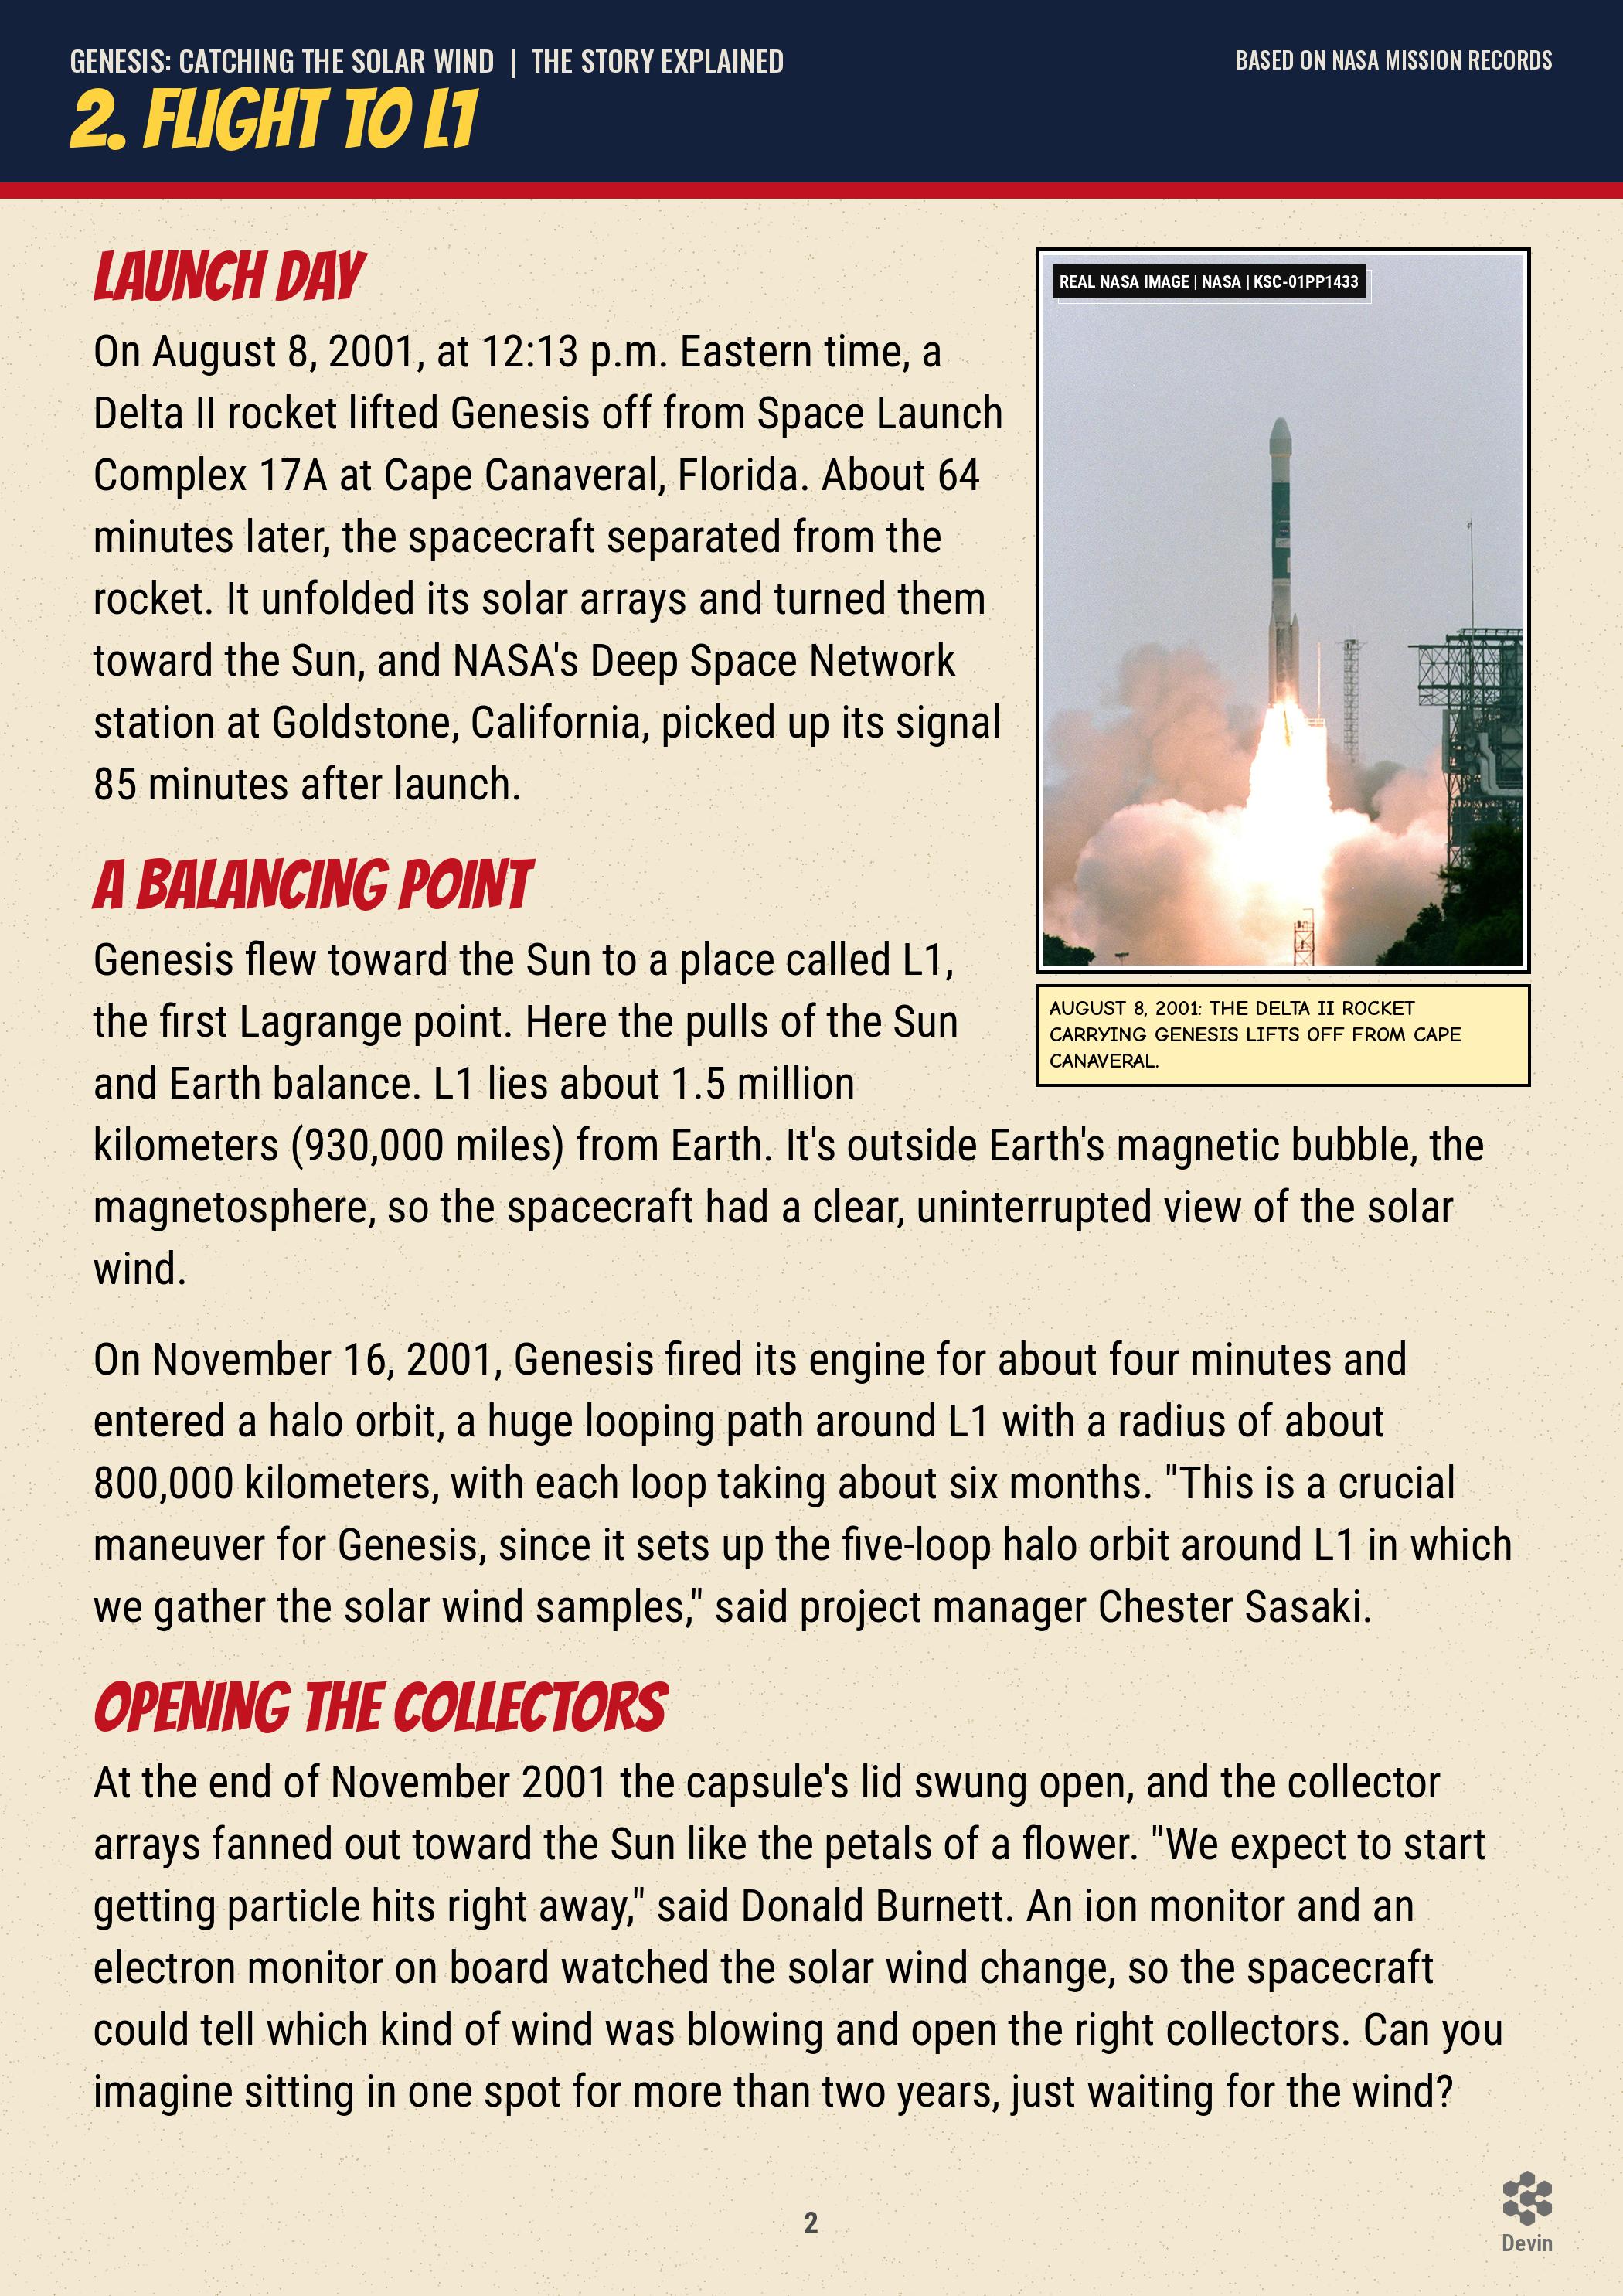 GENESIS: CATCHING THE SOLAR WIND | THE STORY EXPLAINED
BASED ON NASA MISSION RECORDS
2. FLIGHT TO L1
LAUNCH DAY
On August 8, 2001, at 12:13 p.m. Eastern time, a
Delta II rocket lifted Genesis off from Space Launch
Complex 17A at Cape Canaveral, Florida. About 64
minutes later, the spacecraft separated from the
rocket. It unfolded its solar arrays and turned them
toward the Sun, and NASA's Deep Space Network
station at Goldstone, California, picked up its signal
85 minutes after launch.
REAL NASA IMAGE | NASA | KSC-01PP1433
AUGUST 8, 2001: THE DELTA II ROCKET
CARRYING GENESIS LIFTS OFF FROM CAPE
CANAVERAL.
A BALANCING POINT
Genesis flew toward the Sun to a place called L1,
the first Lagrange point. Here the pulls of the Sun
and Earth balance. L1 lies about 1.5 million
kilometers (930,000 miles) from Earth. It's outside Earth's magnetic bubble, the
magnetosphere, so the spacecraft had a clear, uninterrupted view of the solar
wind.
On November 16, 2001, Genesis fired its engine for about four minutes and
entered a halo orbit, a huge looping path around L1 with a radius of about
800,000 kilometers, with each loop taking about six months. "This is a crucial
maneuver for Genesis, since it sets up the five-loop halo orbit around L1 in which
we gather the solar wind samples," said project manager Chester Sasaki.
OPENING THE COLLECTORS
At the end of November 2001 the capsule's lid swung open, and the collector
arrays fanned out toward the Sun like the petals of a flower. "We expect to start
getting particle hits right away," said Donald Burnett. An ion monitor and an
electron monitor on board watched the solar wind change, so the spacecraft
could tell which kind of wind was blowing and open the right collectors. Can you
imagine sitting in one spot for more than two years, just waiting for the wind?
2
Devin